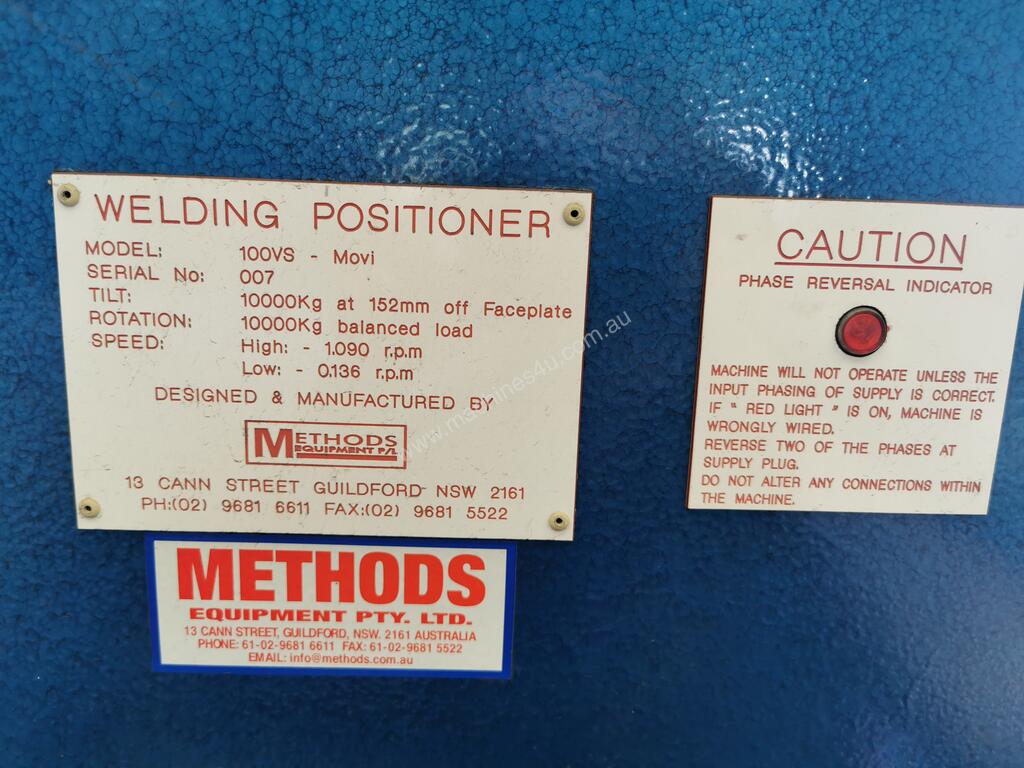 WELDING POSITIONER
MODEL: 100VS - Movi
SERIAL No: 007
TILT: 10000Kg at 152mm off Faceplate
ROTATION: 10000Kg balanced load
SPEED: High: - 1.090 r.p.m
Low: - 0.136 r.p.m
DESIGNED & MANUFACTURED BY
METHODS
EQUIPMENT P/L
13 CANN STREET GUILDFORD NSW 2161
PH:(02) 9681 6611 FAX:(02) 9681 5522
METHODS
EQUIPMENT PTY. LTD.
13 CANN STREET, GUILDFORD, NSW. 2161 AUSTRALIA
PHONE: 61-02-9681 6611 FAX: 61-02-9681 5522
EMAIL: info@methods.com.au
CAUTION
PHASE REVERSAL INDICATOR
MACHINE WILL NOT OPERATE UNLESS THE
INPUT PHASING OF SUPPLY IS CORRECT.
IF " RED LIGHT " IS ON, MACHINE IS
WRONGLY WIRED.
REVERSE TWO OF THE PHASES AT
SUPPLY PLUG.
DO NOT ALTER ANY CONNECTIONS WITHIN
THE MACHINE.
www.machines4u.com.au